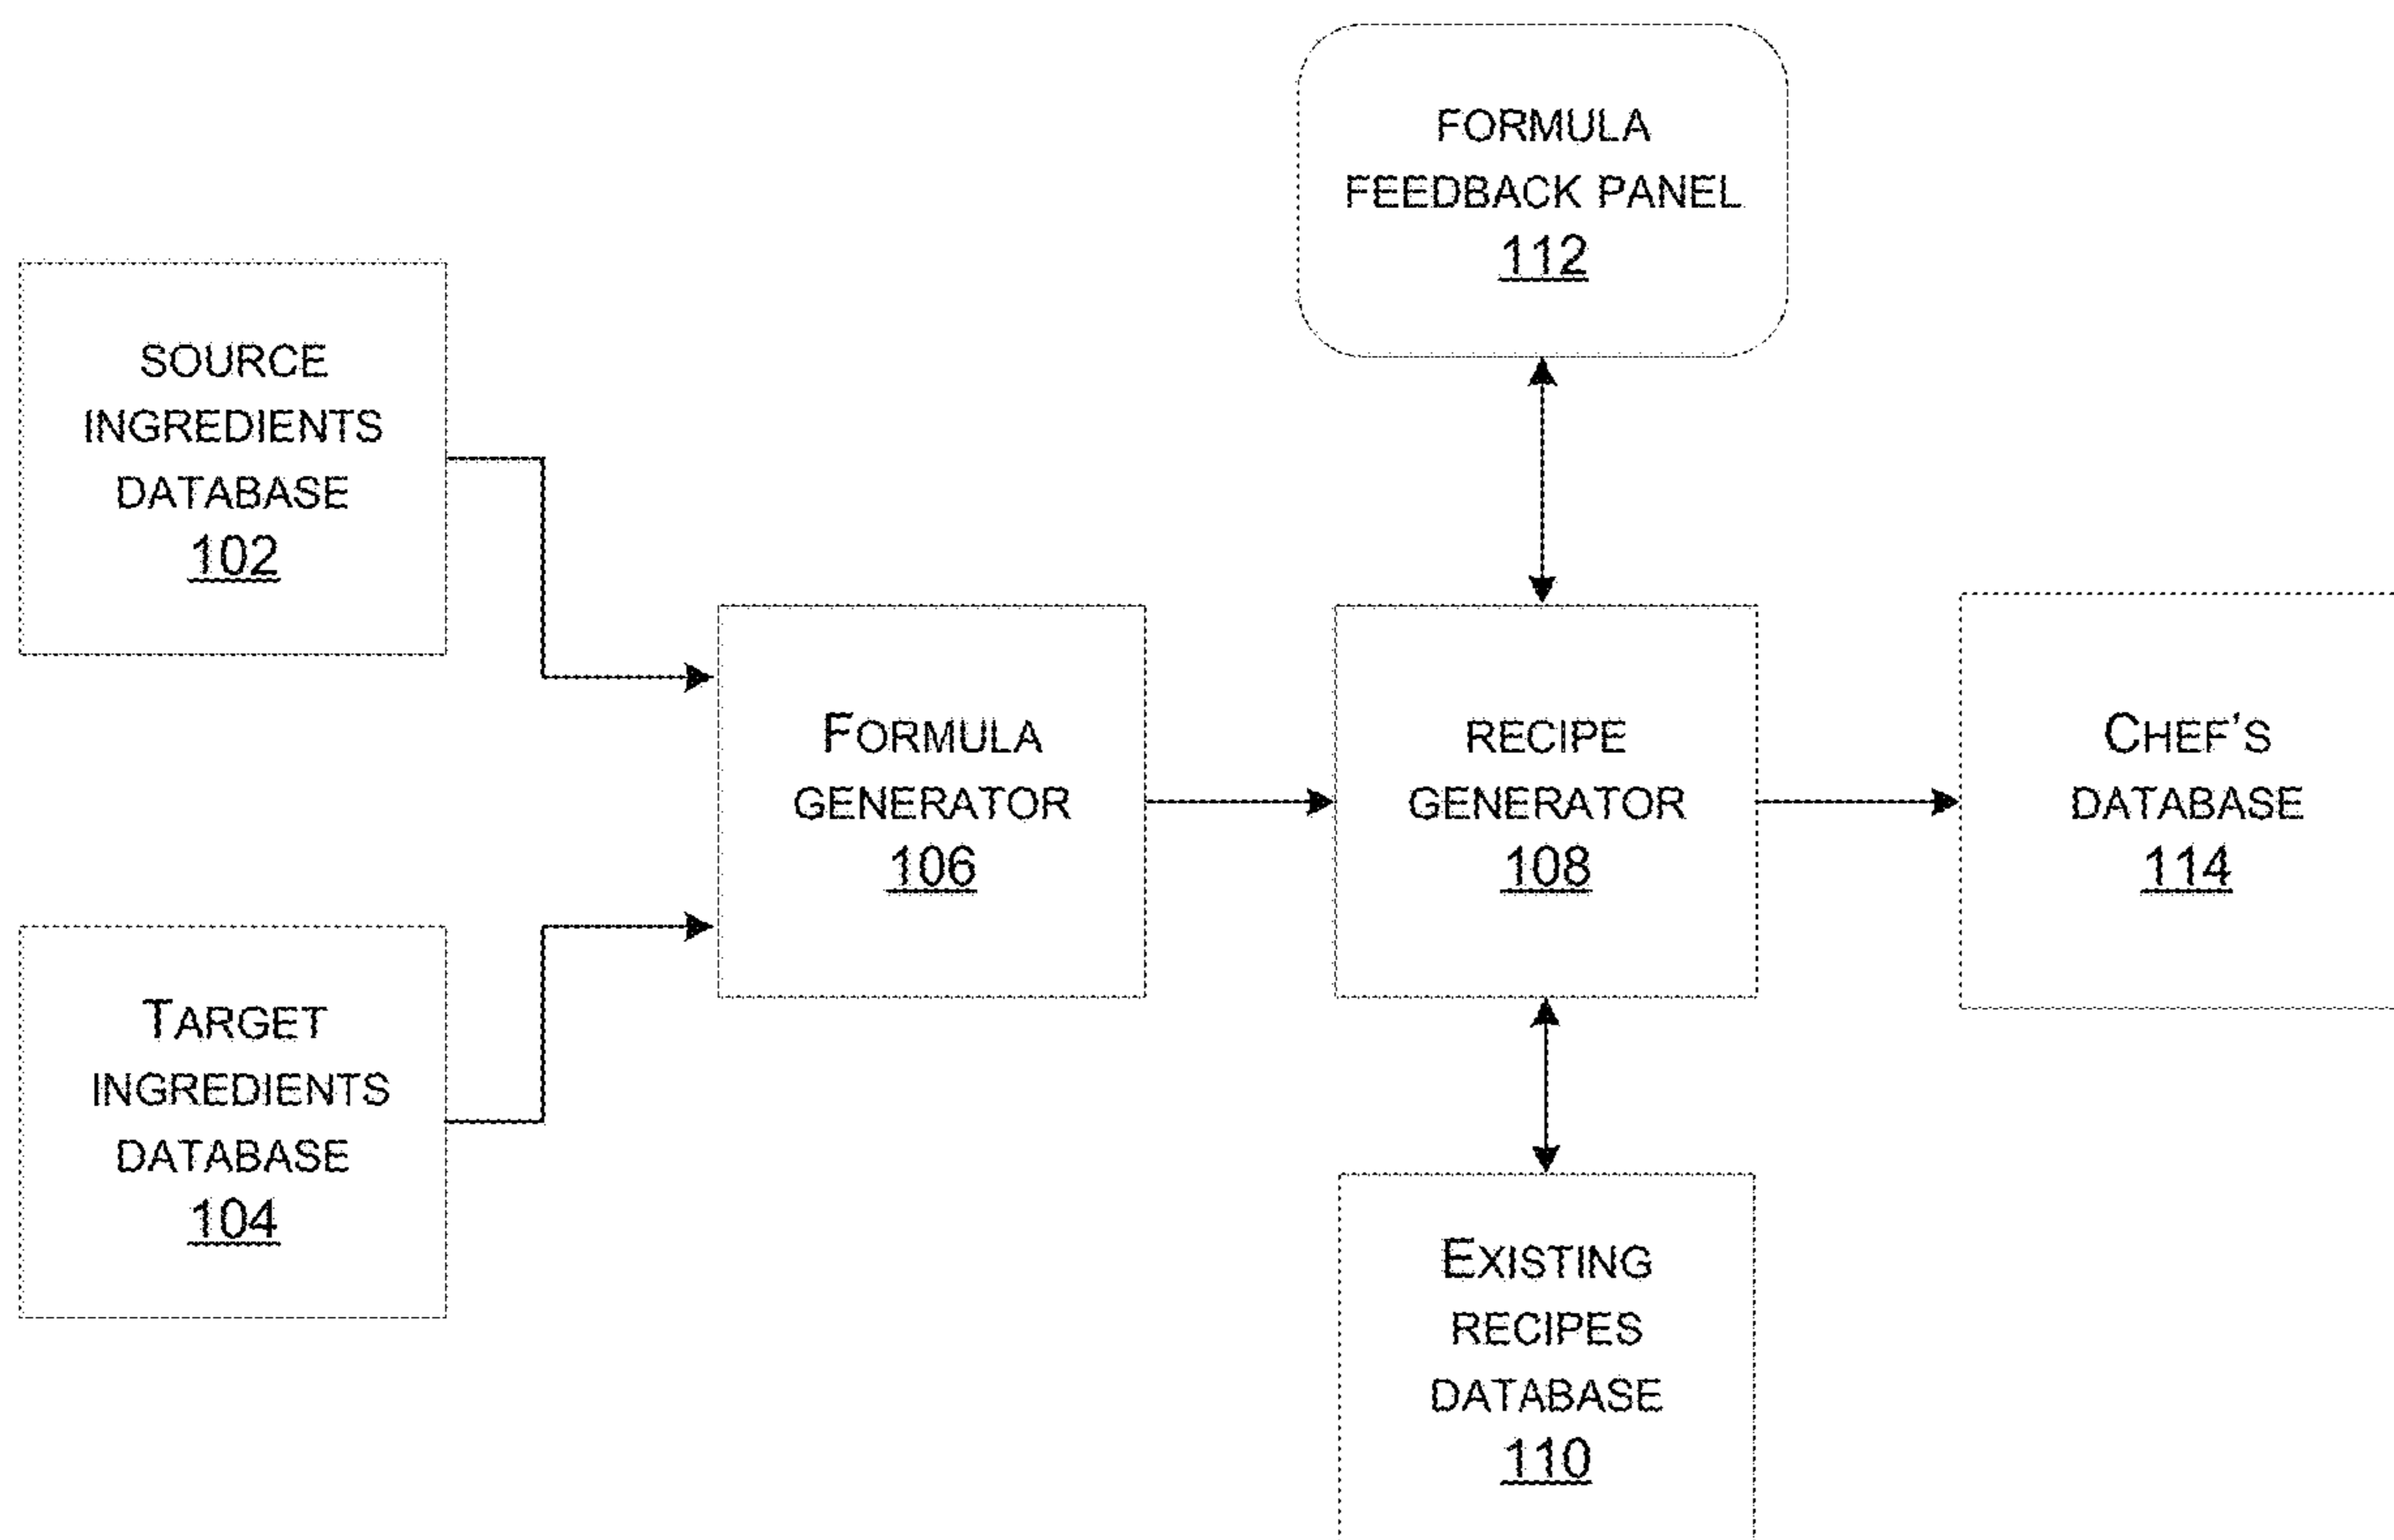 FORMULA
FEEDBACK PANEL
112
SOURCE
INGREDIENTS
DATABASE
102
FORMULA
GENERATOR
106
RECIPE
GENERATOR
108
CHEF'S
DATABASE
114
TARGET
INGREDIENTS
DATABASE
104
EXISTING
RECIPES
DATABASE
110